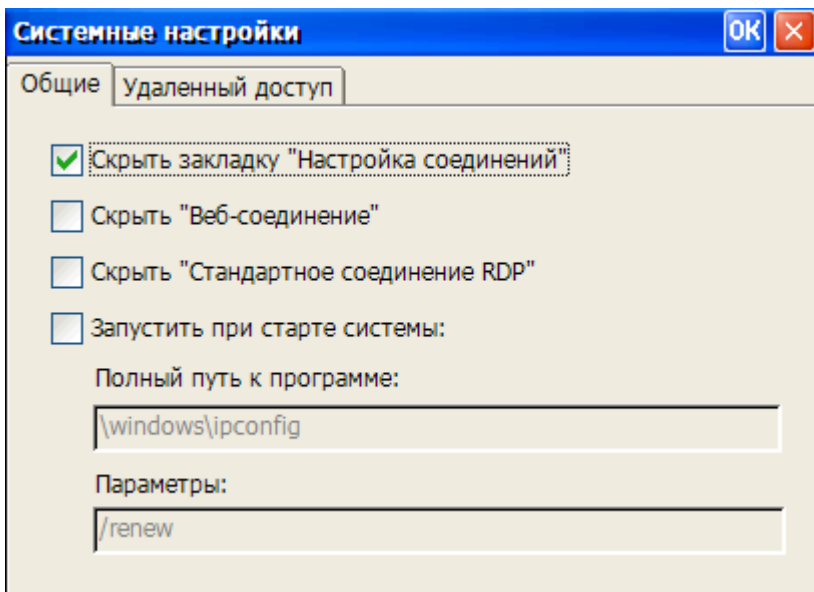 Системные настройки OK
Общие Удаленный доступ
Скрыть закладку "Настройка соединений"
Скрыть "Веб-соединение"
Скрыть "Стандартное соединение RDP"
Запустить при старте системы:
Полный путь к программе:
\windows\ipconfig
Параметры:
/renew